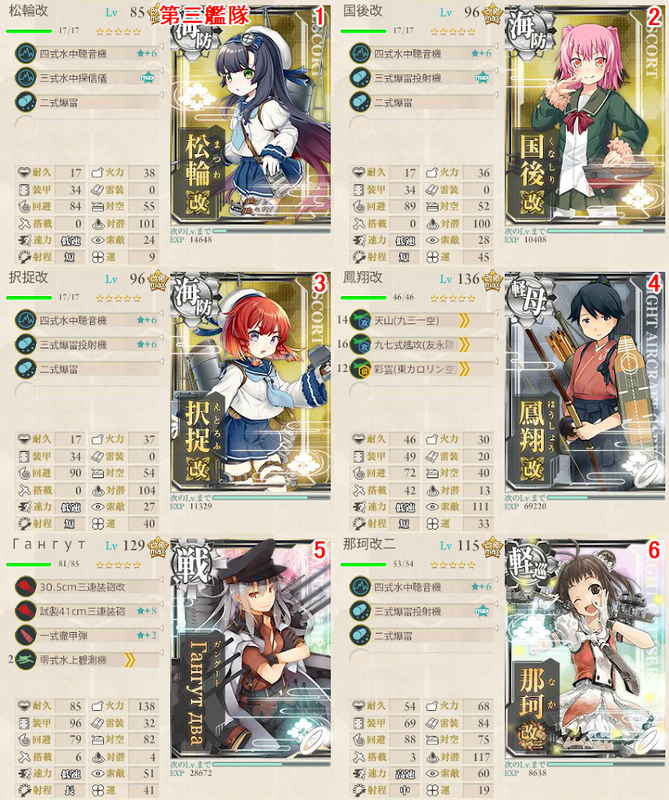 第三艦隊
松輪改 Lv 85
17/17
四式水中聴音機 ★+6
三式水中探信儀 max
二式爆雷
耐久 17 火力 38
装甲 34 雷装 0
回避 84 対空 55
搭載 0 対潜 101
速力 低速 索敵 24
射程 短 運 9
1
海防
ESCORT
まつわ
松輪改
次のLvまで
EXP 14648
国後改 Lv 96
17/17
四式水中聴音機 ★+6
三式爆雷投射機 max
二式爆雷
耐久 17 火力 36
装甲 34 雷装 0
回避 89 対空 52
搭載 0 対潜 100
速力 低速 索敵 28
射程 短 運 45
2
海防
ESCORT
くなしり
国後改
次のLvまで
EXP 10408
択捉改 Lv 96
17/17
四式水中聴音機 ★+6
三式爆雷投射機 ★+6
二式爆雷
耐久 17 火力 37
装甲 34 雷装 0
回避 90 対空 54
搭載 0 対潜 104
速力 低速 索敵 27
射程 短 運 40
3
海防
ESCORT
えとろふ
択捉改
次のLvまで
EXP 11329
鳳翔改 Lv 136
46/46
14 天山(九三一空)
16 九七式艦攻(友永隊
12 彩雲(東カロリン空
耐久 46 火力 30
装甲 49 雷装 20
回避 72 対空 40
搭載 42 対潜 13
速力 低速 索敵 111
射程 短 運 33
4
軽母
LIGHT AIRCRA
ほうしょう
鳳翔改
次のLvまで
EXP 69220
Гангут Lv 129
81/85
30.5cm三連装砲改
試製41cm三連装砲 ★+8
一式徹甲弾 ★+2
2 零式水上観測機
耐久 85 火力 138
装甲 96 雷装 32
回避 79 対空 82
搭載 6 対潜 4
速力 低速 索敵 51
射程 長 運 41
5
戦
ガングート
Гангут два
次のLvまで
EXP 28672
那珂改二 Lv 115
53/54
四式水中聴音機 ★+6
三式爆雷投射機 max
二式爆雷
耐久 54 火力 68
装甲 69 雷装 84
回避 88 対空 75
搭載 3 対潜 117
速力 高速 索敵 60
射程 中 運 19
6
軽巡
なか
那珂改二
次のLvまで
EXP 8638